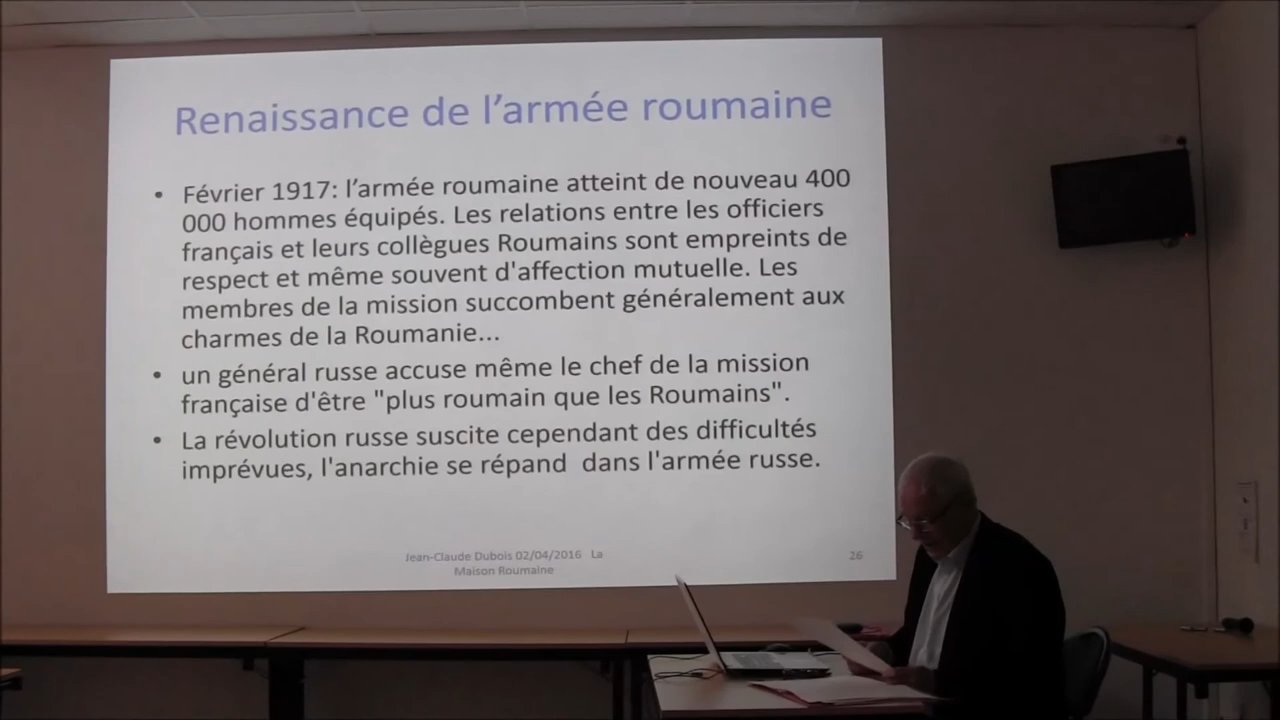 Renaissance de l’armée roumaine
• Février 1917: l’armée roumaine atteint de nouveau 400
000 hommes équipés. Les relations entre les officiers
français et leurs collègues Roumains sont empreints de
respect et même souvent d'affection mutuelle. Les
membres de la mission succombent généralement aux
charmes de la Roumanie...
• un général russe accuse même le chef de la mission
française d'être "plus roumain que les Roumains".
• La révolution russe suscite cependant des difficultés
imprévues, l'anarchie se répand  dans l'armée russe.
Jean-Claude Dubois 02/04/2016   La
Maison Roumaine
26